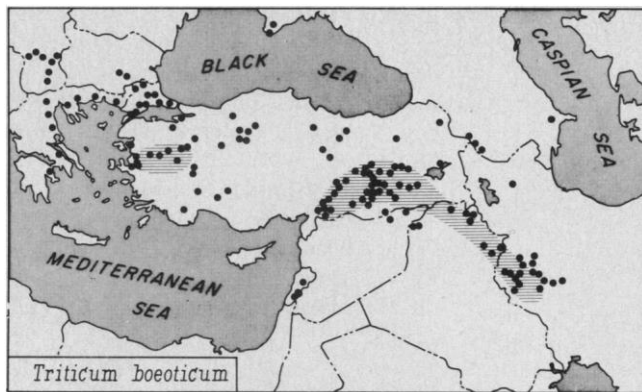 BLACK SEA
CASPIAN SEA
MEDITERRANEAN SEA
Triticum boeoticum